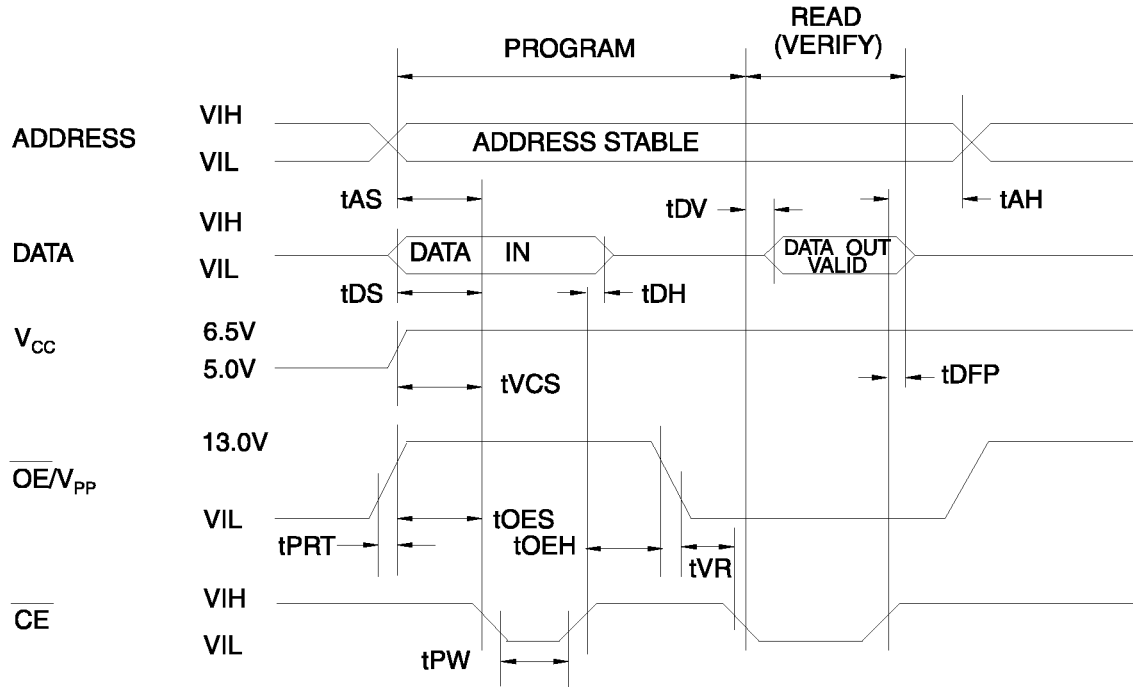 READ
(VERIFY)
PROGRAM
ADDRESS
VIH
VIL
ADDRESS STABLE
tAS
tDV
tAH
DATA
VIH
VIL
DATA IN
DATA OUT
VALID
tDS
tDH
VCC
6.5V
5.0V
tVCS
tDFP
OE/VPP
13.0V
VIL
tPRT
tOES
tOEH
tVR
CE
VIH
VIL
tPW